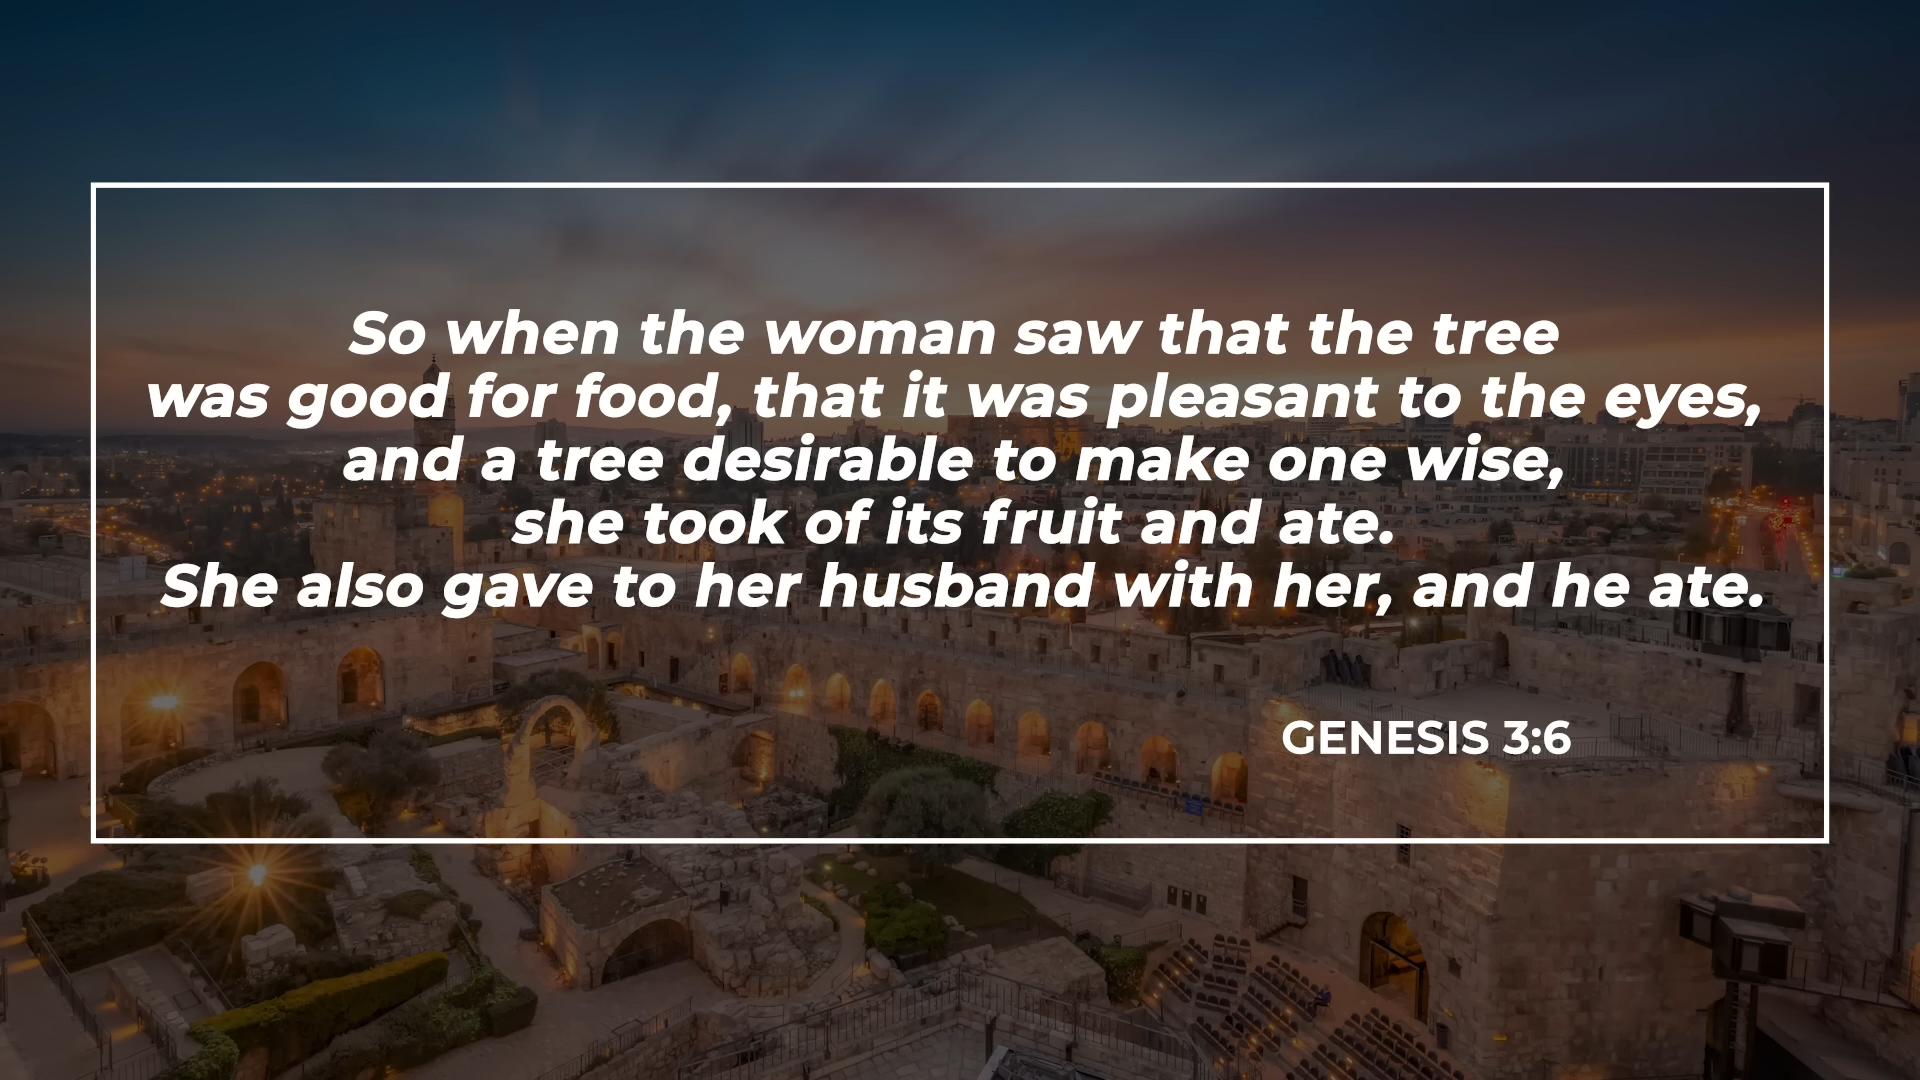 So when the woman saw that the tree
was good for food, that it was pleasant to the eyes,
and a tree desirable to make one wise,
she took of its fruit and ate.
She also gave to her husband with her, and he ate.
GENESIS 3:6